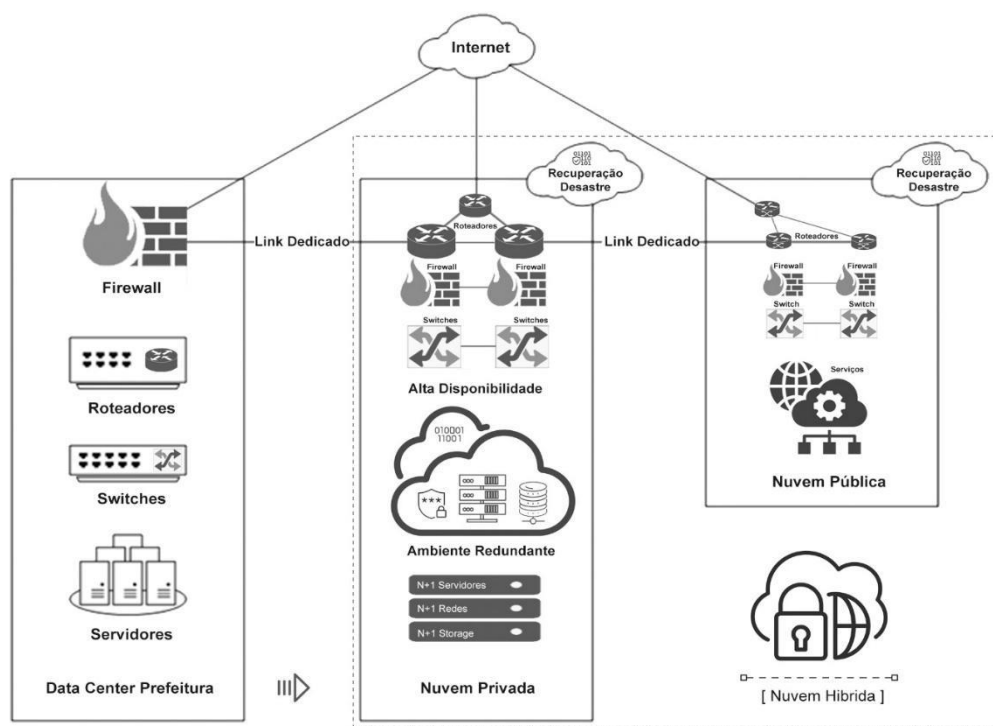 Internet
Firewall
Roteadores
Switches
Servidores
Data Center Prefeitura
Link Dedicado
Recuperação
Desastre
Roteadores
Firewall
Firewall
Switches
Switches
Alta Disponibilidade
010001
11001
***
Ambiente Redundante
N+1 Servidores
N+1 Redes
N+1 Storage
Nuvem Privada
Link Dedicado
Recuperação
Desastre
Roteadores
Firewall
Firewall
Switch
Switch
Serviços
Nuvem Pública
[ Nuvem Hibrida ]